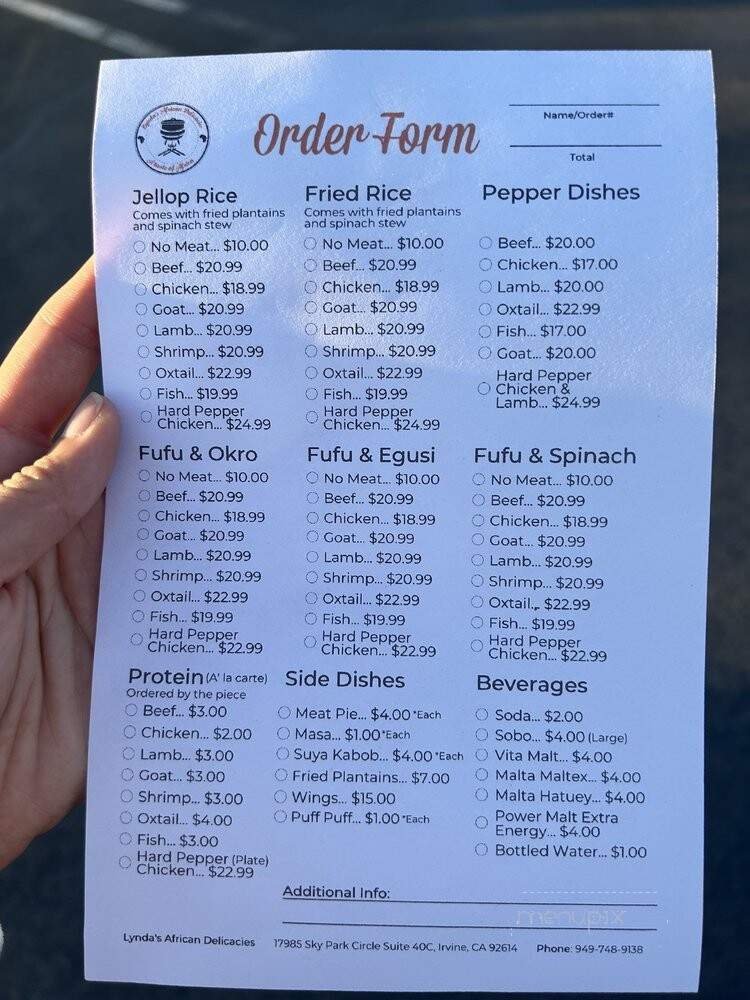 Lynda's African Delicacies
A taste of Africa
Order Form
Name/Order#
Total
Jellop Rice
Comes with fried plantains
and spinach stew
No Meat... $10.00
Beef... $20.99
Chicken... $18.99
Goat... $20.99
Lamb... $20.99
Shrimp... $20.99
Oxtail... $22.99
Fish... $19.99
Hard Pepper
Chicken... $24.99
Fried Rice
Comes with fried plantains
and spinach stew
No Meat... $10.00
Beef... $20.99
Chicken... $18.99
Goat... $20.99
Lamb... $20.99
Shrimp... $20.99
Oxtail... $22.99
Fish... $19.99
Hard Pepper
Chicken... $24.99
Pepper Dishes
Beef... $20.00
Chicken... $17.00
Lamb... $20.00
Oxtail... $22.99
Fish... $17.00
Goat... $20.00
Hard Pepper
Chicken &
Lamb... $24.99
Fufu & Okro
No Meat... $10.00
Beef... $20.99
Chicken... $18.99
Goat... $20.99
Lamb... $20.99
Shrimp... $20.99
Oxtail... $22.99
Fish... $19.99
Hard Pepper
Chicken... $22.99
Fufu & Egusi
No Meat... $10.00
Beef... $20.99
Chicken... $18.99
Goat... $20.99
Lamb... $20.99
Shrimp... $20.99
Oxtail... $22.99
Fish... $19.99
Hard Pepper
Chicken... $22.99
Fufu & Spinach
No Meat... $10.00
Beef... $20.99
Chicken... $18.99
Goat... $20.99
Lamb... $20.99
Shrimp... $20.99
Oxtail... $22.99
Fish... $19.99
Hard Pepper
Chicken... $22.99
Protein (A' la carte)
Ordered by the piece
Beef... $3.00
Chicken... $2.00
Lamb... $3.00
Goat... $3.00
Shrimp... $3.00
Oxtail... $4.00
Fish... $3.00
Hard Pepper (Plate)
Chicken... $22.99
Side Dishes
Meat Pie... $4.00 *Each
Masa... $1.00 *Each
Suya Kabob... $4.00 *Each
Fried Plantains... $7.00
Wings... $15.00
Puff Puff... $1.00 *Each
Beverages
Soda... $2.00
Sobo... $4.00 (Large)
Vita Malt... $4.00
Malta Maltex... $4.00
Malta Hatuey... $4.00
Power Malt Extra
Energy... $4.00
Bottled Water... $1.00
Additional Info:
menupix
Lynda's African Delicacies 17985 Sky Park Circle Suite 40C, Irvine, CA 92614 Phone: 949-748-9138